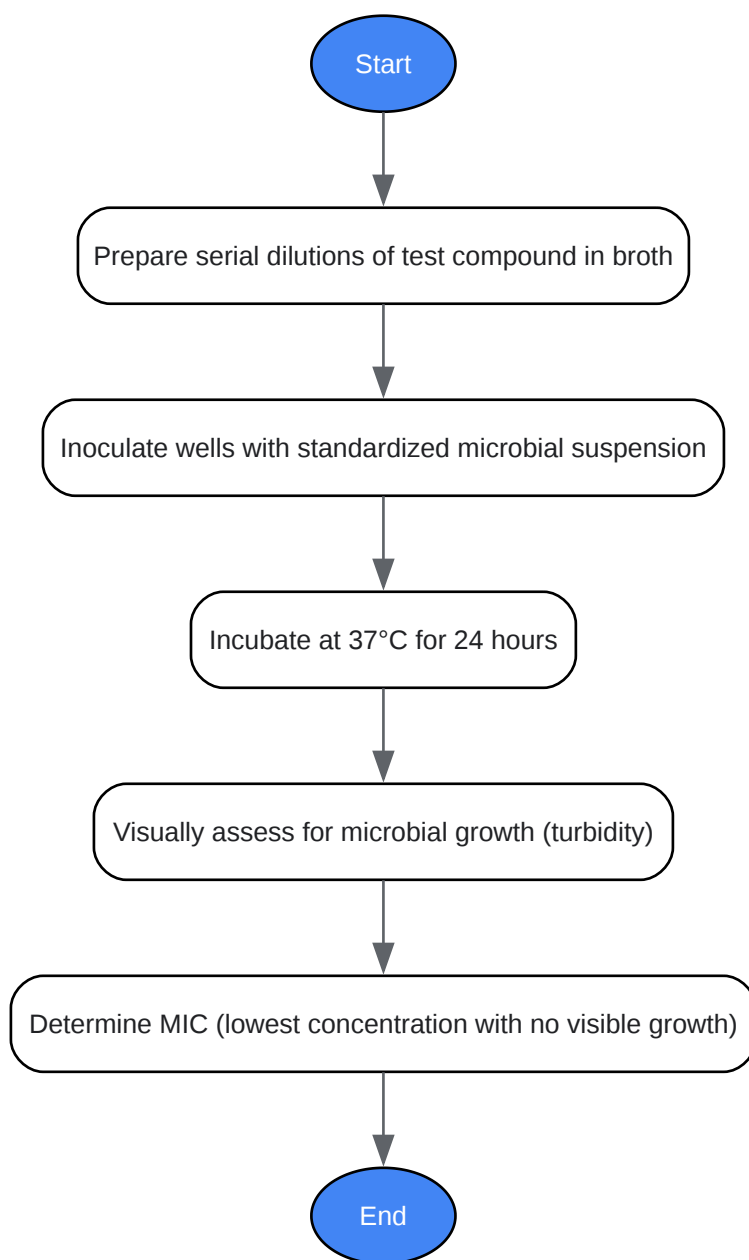 Start
Prepare serial dilutions of test compound in broth
Inoculate wells with standardized microbial suspension
Incubate at 37°C for 24 hours
Visually assess for microbial growth (turbidity)
Determine MIC (lowest concentration with no visible growth)
End